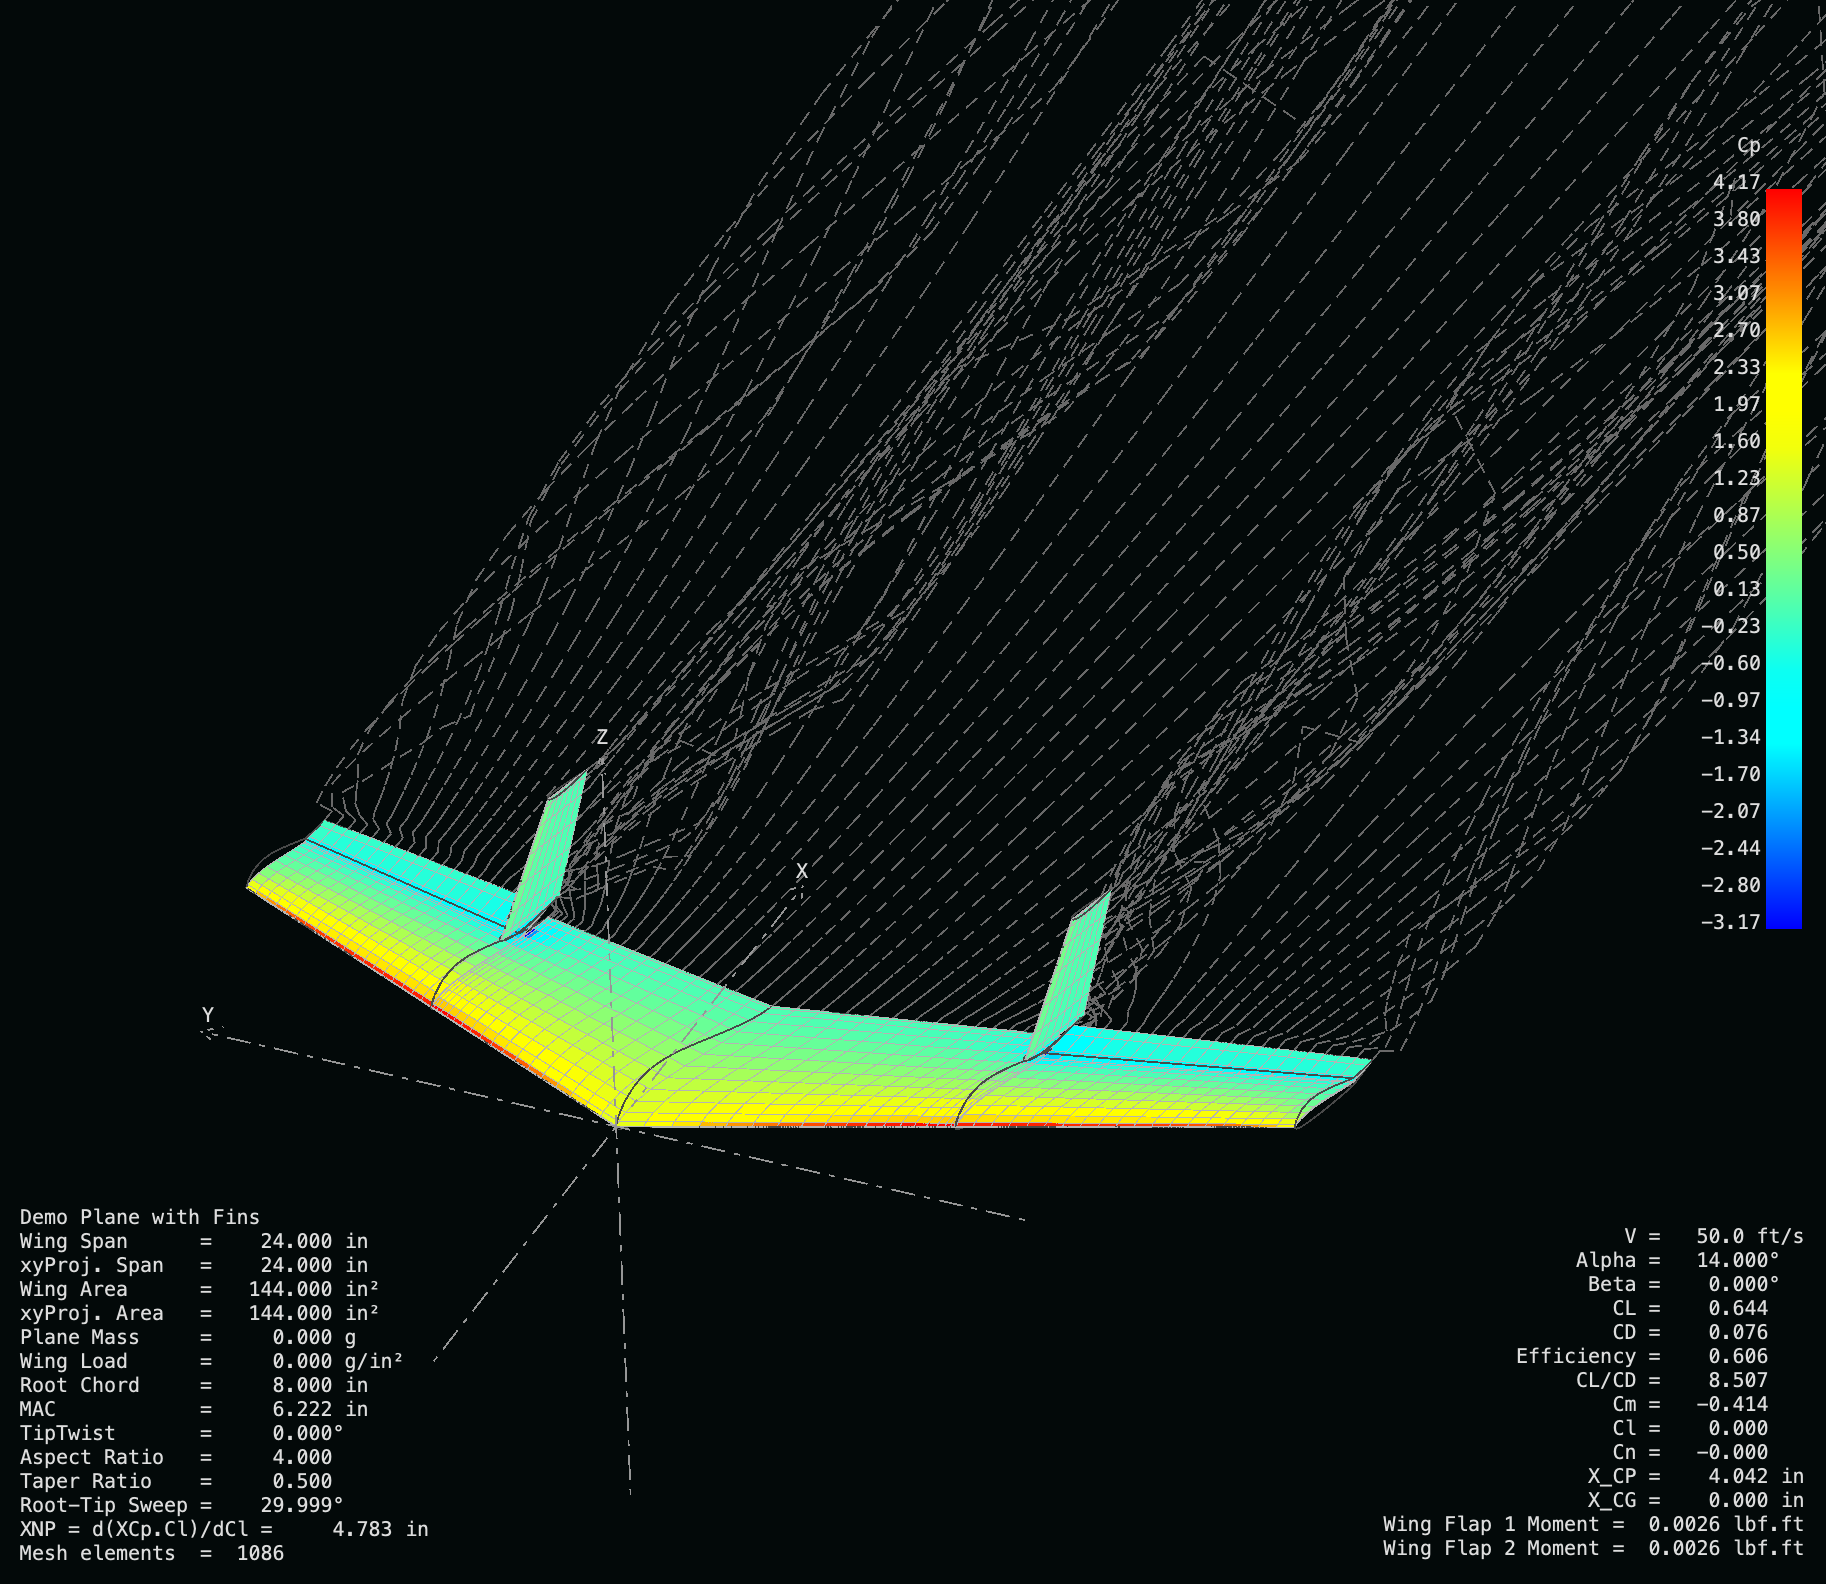 Cp
4.17
3.80
3.43
3.07
2.70
2.33
1.97
1.60
1.23
0.87
0.50
0.13
−0.23
−0.60
−0.97
−1.34
−1.70
−2.07
−2.44
−2.80
−3.17
Z
X
Y
Demo Plane with Fins
Wing Span = 24.000 in
xyProj. Span = 24.000 in
Wing Area = 144.000 in²
xyProj. Area = 144.000 in²
Plane Mass = 0.000 g
Wing Load = 0.000 g/in²
Root Chord = 8.000 in
MAC = 6.222 in
TipTwist = 0.000°
Aspect Ratio = 4.000
Taper Ratio = 0.500
Root−Tip Sweep = 29.999°
XNP = d(XCp.Cl)/dCl = 4.783 in
Mesh elements = 1086
V = 50.0 ft/s
Alpha = 14.000°
Beta = 0.000°
CL = 0.644
CD = 0.076
Efficiency = 0.606
CL/CD = 8.507
Cm = −0.414
Cl = 0.000
Cn = −0.000
X_CP = 4.042 in
X_CG = 0.000 in
Wing Flap 1 Moment = 0.0026 lbf.ft
Wing Flap 2 Moment = 0.0026 lbf.ft